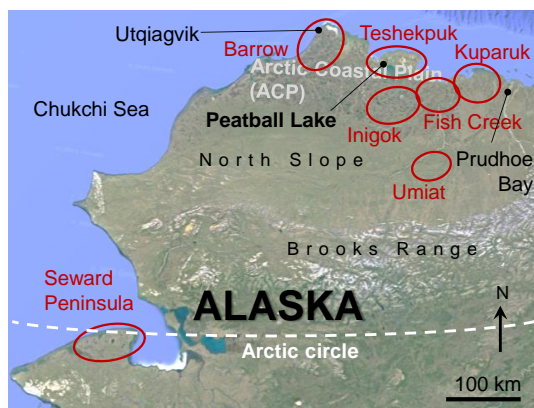 Utqiagvik
Barrow
Teshekpuk
Kuparuk
Arctic Coastal Plain
(ACP)
Chukchi Sea
Peatball Lake
Inigok
Fish Creek
North Slope
Prudhoe
Bay
Umiat
Brooks Range
Seward
Peninsula
ALASKA
N
Arctic circle
100 km